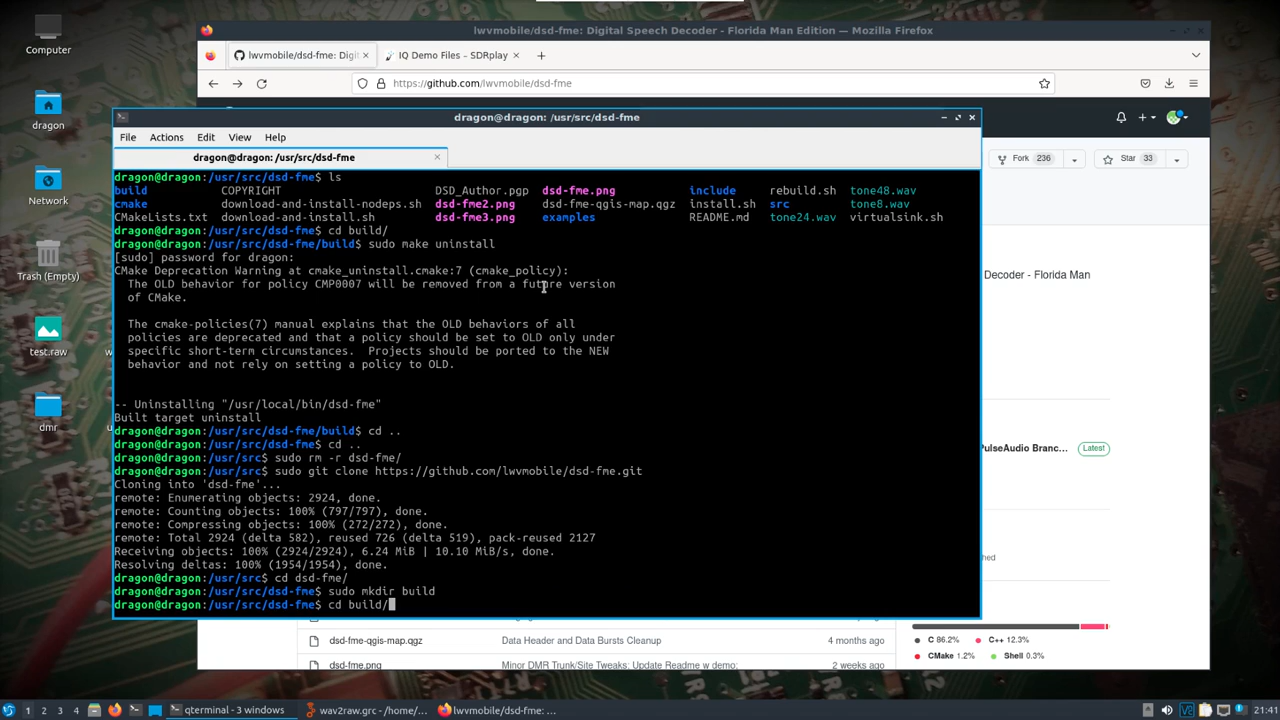 Computer
dragon
Network
Trash (Empty)
test.raw
dmr
lwvmobile/dsd-fme: Digital Speech Decoder - Florida Man Edition — Mozilla Firefox
lwvmobile/dsd-fme: Digi
IQ Demo Files – SDRplay
https://github.com/lwvmobile/dsd-fme
Fork 236
Star 33
Decoder - Florida Man
PulseAudio Branc...
Latest
dragon@dragon: /usr/src/dsd-fme
File Actions Edit View Help
dragon@dragon: /usr/src/dsd-fme
dragon@dragon:/usr/src/dsd-fme$ ls
build COPYRIGHT DSD_Author.pgp dsd-fme.png include rebuild.sh tone48.wav
cmake download-and-install-nodeps.sh dsd-fme2.png dsd-fme-qgis-map.qgz install.sh src tone8.wav
CMakeLists.txt download-and-install.sh dsd-fme3.png examples README.md tone24.wav virtualsink.sh
dragon@dragon:/usr/src/dsd-fme$ cd build/
dragon@dragon:/usr/src/dsd-fme/build$ sudo make uninstall
[sudo] password for dragon:
CMake Deprecation Warning at cmake_uninstall.cmake:7 (cmake_policy):
The OLD behavior for policy CMP0007 will be removed from a future version
of CMake.
The cmake-policies(7) manual explains that the OLD behaviors of all
policies are deprecated and that a policy should be set to OLD only under
specific short-term circumstances. Projects should be ported to the NEW
behavior and not rely on setting a policy to OLD.
-- Uninstalling "/usr/local/bin/dsd-fme"
Built target uninstall
dragon@dragon:/usr/src/dsd-fme/build$ cd ..
dragon@dragon:/usr/src/dsd-fme$ cd ..
dragon@dragon:/usr/src$ sudo rm -r dsd-fme/
dragon@dragon:/usr/src$ sudo git clone https://github.com/lwvmobile/dsd-fme.git
Cloning into 'dsd-fme'...
remote: Enumerating objects: 2924, done.
remote: Counting objects: 100% (797/797), done.
remote: Compressing objects: 100% (272/272), done.
remote: Total 2924 (delta 582), reused 726 (delta 519), pack-reused 2127
Receiving objects: 100% (2924/2924), 6.24 MiB | 10.10 MiB/s, done.
Resolving deltas: 100% (1954/1954), done.
dragon@dragon:/usr/src$ cd dsd-fme/
dragon@dragon:/usr/src/dsd-fme$ sudo mkdir build
dragon@dragon:/usr/src/dsd-fme$ cd build/
dsd-fme-qgis-map.qgz Data Header and Data Bursts Cleanup 4 months ago
dsd-fme.png Minor DMR Trunk/Site Tweaks; Update Readme w demo; 2 weeks ago
C 86.2% C++ 12.3%
CMake 1.2% Shell 0.3%
1 2 3 4
qterminal - 3 windows
wav2raw.grc - /home/...
lwvmobile/dsd-fme: ...
21:41